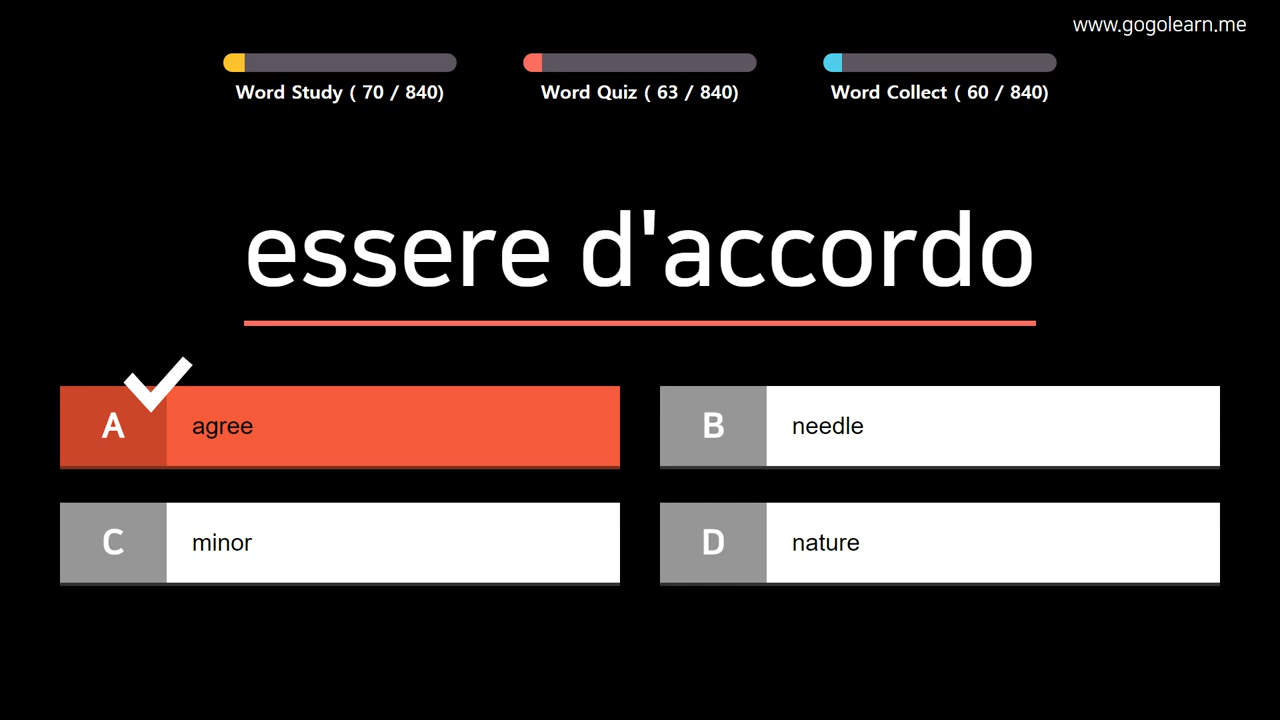 www.gogolearn.me
Word Study ( 70 / 840)
Word Quiz ( 63 / 840)
Word Collect ( 60 / 840)
essere d'accordo
A agree
B needle
C minor
D nature